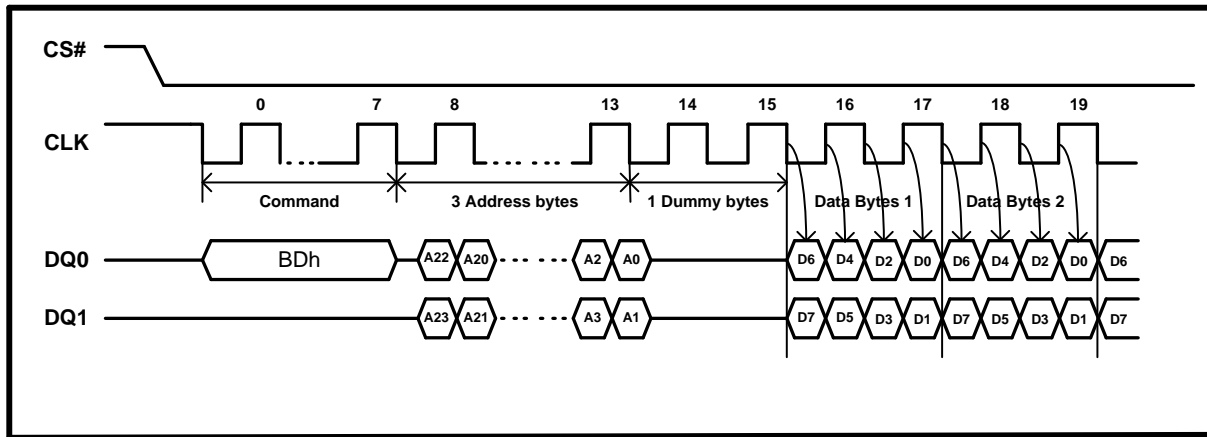 CS#
0 7 8 13 14 15 16 17 18 19
CLK
Command 3 Address bytes 1 Dummy bytes Data Bytes 1 Data Bytes 2
DQ0 BDh A22 A20 A2 A0 D6 D4 D2 D0 D6 D4 D2 D0 D6
DQ1 A23 A21 A3 A1 D7 D5 D3 D1 D7 D5 D3 D1 D7